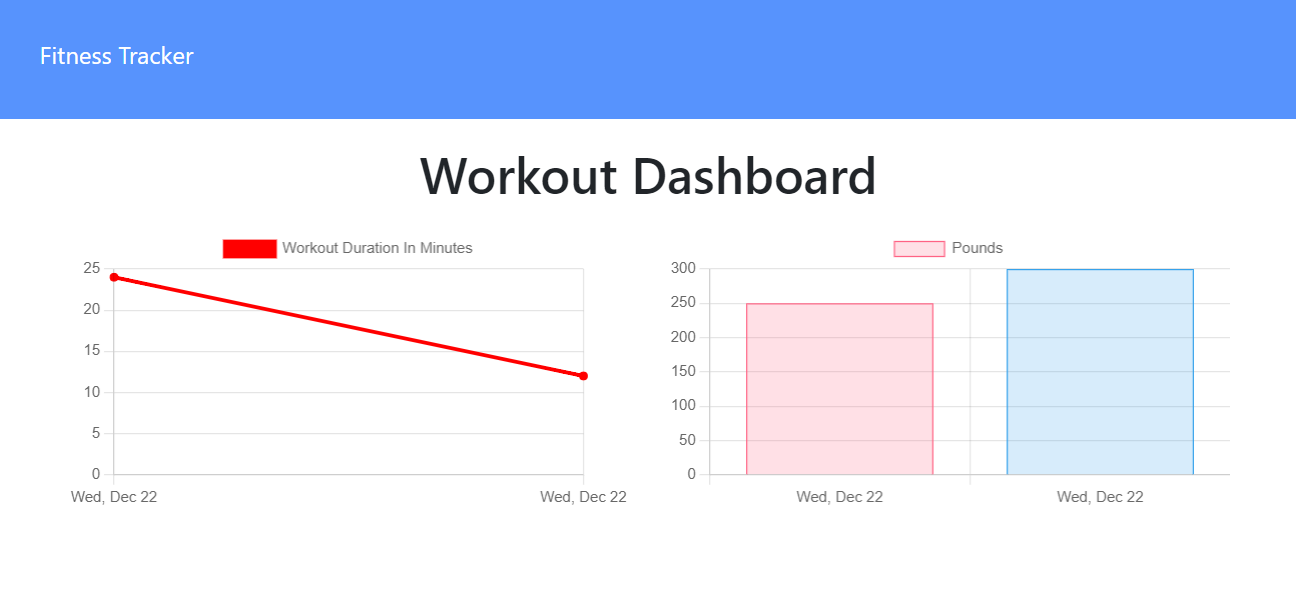 Fitness Tracker
Workout Dashboard
Workout Duration In Minutes
25
20
15
10
5
0
Wed, Dec 22
Wed, Dec 22
Pounds
300
250
200
150
100
50
0
Wed, Dec 22
Wed, Dec 22